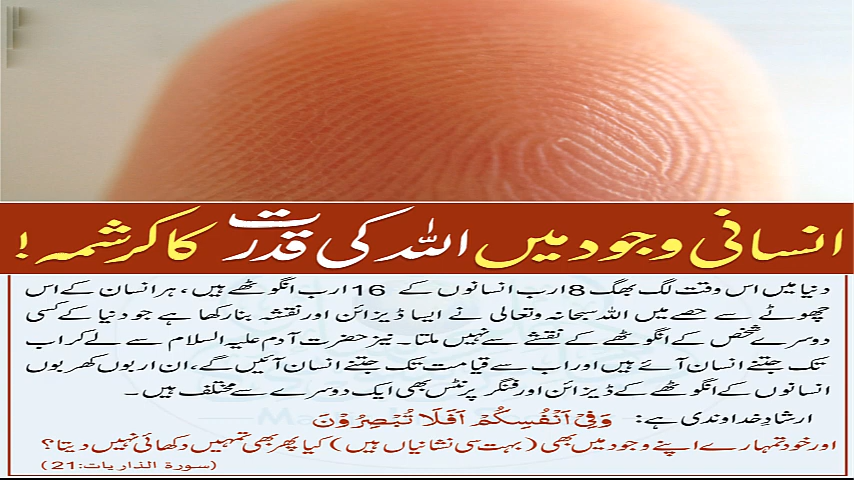 انسانی وجود میں اللہ کی قدرت کا کرشمہ !
دنیا میں اس وقت لگ بھگ 8 ارب انسانوں کے 16 ارب انگوٹھے ہیں ، ہر انسان کے اس
چھوٹے سے حصے میں اللہ سبحانہ وتعالی نے ایسا ڈیزائن اور نقشہ بنا رکھا ہے جو دنیا کے کسی
دوسرے شخص کے انگوٹھے کے نقشے سے نہیں ملتا۔ نیز حضرت آدم علیہ السلام سے لے کر اب
تک جتنے انسان آئے ہیں اور اب سے قیامت تک جتنے انسان آئیں گے، ان اربوں کھربوں
انسانوں کے انگوٹھے کے ڈیزائن اور فنگر پرنٹس بھی ایک دوسرے سے مختلف ہیں ۔
ارشادِ خداوندی ہے: وَفِیْٓ اَنْفُسِکُمْ اَفَلَا تُبْصِرُوْنَ
اور خود تمہارے اپنے وجود میں بھی (بہت سی نشانیاں ہیں) کیا پھر بھی تمہیں دکھائی نہیں دیتا؟
(سورۃ الذاریات:21)